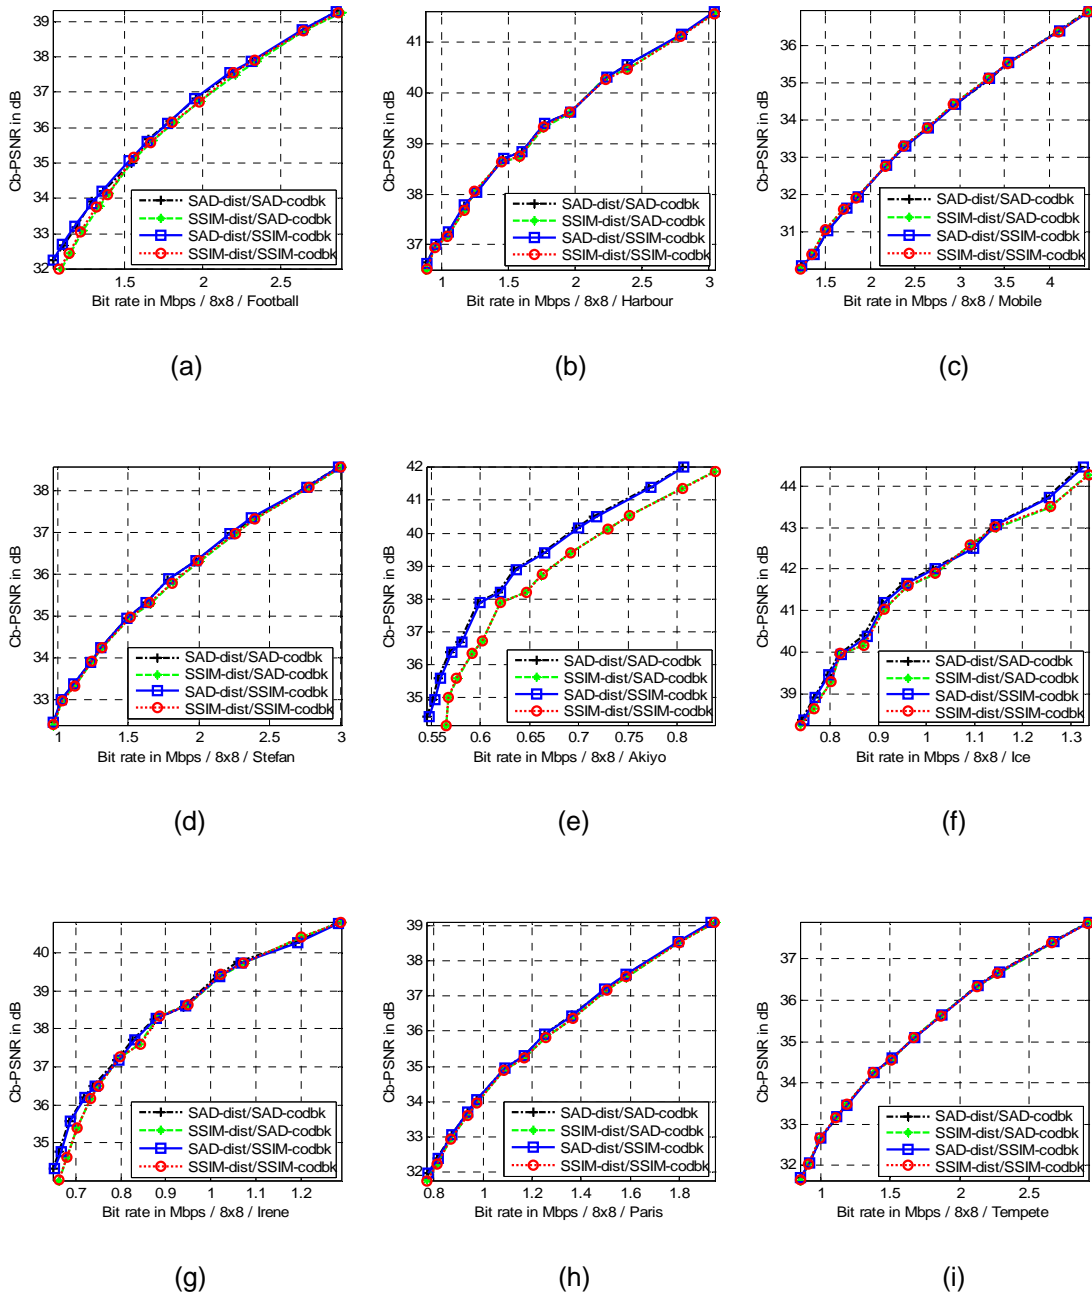 39
38
37
36
35
34
33
32
Cb-PSNR in dB
SAD-dist/SAD-codbk
SSIM-dist/SAD-codbk
SAD-dist/SSIM-codbk
SSIM-dist/SSIM-codbk
1.5 2 2.5
Bit rate in Mbps / 8x8 / Football
(a)
41
40
39
38
37
Cb-PSNR in dB
SAD-dist/SAD-codbk
SSIM-dist/SAD-codbk
SAD-dist/SSIM-codbk
SSIM-dist/SSIM-codbk
1 1.5 2 2.5 3
Bit rate in Mbps / 8x8 / Harbour
(b)
36
35
34
33
32
31
Cb-PSNR in dB
SAD-dist/SAD-codbk
SSIM-dist/SAD-codbk
SAD-dist/SSIM-codbk
SSIM-dist/SSIM-codbk
1.5 2 2.5 3 3.5 4
Bit rate in Mbps / 8x8 / Mobile
(c)
38
37
36
35
34
33
Cb-PSNR in dB
SAD-dist/SAD-codbk
SSIM-dist/SAD-codbk
SAD-dist/SSIM-codbk
SSIM-dist/SSIM-codbk
1 1.5 2 2.5 3
Bit rate in Mbps / 8x8 / Stefan
(d)
42
41
40
39
38
37
36
35
Cb-PSNR in dB
SAD-dist/SAD-codbk
SSIM-dist/SAD-codbk
SAD-dist/SSIM-codbk
SSIM-dist/SSIM-codbk
0.55 0.6 0.65 0.7 0.75 0.8
Bit rate in Mbps / 8x8 / Akiyo
(e)
44
43
42
41
40
39
Cb-PSNR in dB
SAD-dist/SAD-codbk
SSIM-dist/SAD-codbk
SAD-dist/SSIM-codbk
SSIM-dist/SSIM-codbk
0.8 0.9 1 1.1 1.2 1.3
Bit rate in Mbps / 8x8 / Ice
(f)
40
39
38
37
36
35
Cb-PSNR in dB
SAD-dist/SAD-codbk
SSIM-dist/SAD-codbk
SAD-dist/SSIM-codbk
SSIM-dist/SSIM-codbk
0.7 0.8 0.9 1 1.1 1.2
Bit rate in Mbps / 8x8 / Irene
(g)
39
38
37
36
35
34
33
32
Cb-PSNR in dB
SAD-dist/SAD-codbk
SSIM-dist/SAD-codbk
SAD-dist/SSIM-codbk
SSIM-dist/SSIM-codbk
0.8 1 1.2 1.4 1.6 1.8
Bit rate in Mbps / 8x8 / Paris
(h)
37
36
35
34
33
32
Cb-PSNR in dB
SAD-dist/SAD-codbk
SSIM-dist/SAD-codbk
SAD-dist/SSIM-codbk
SSIM-dist/SSIM-codbk
1 1.5 2 2.5
Bit rate in Mbps / 8x8 / Tempete
(i)